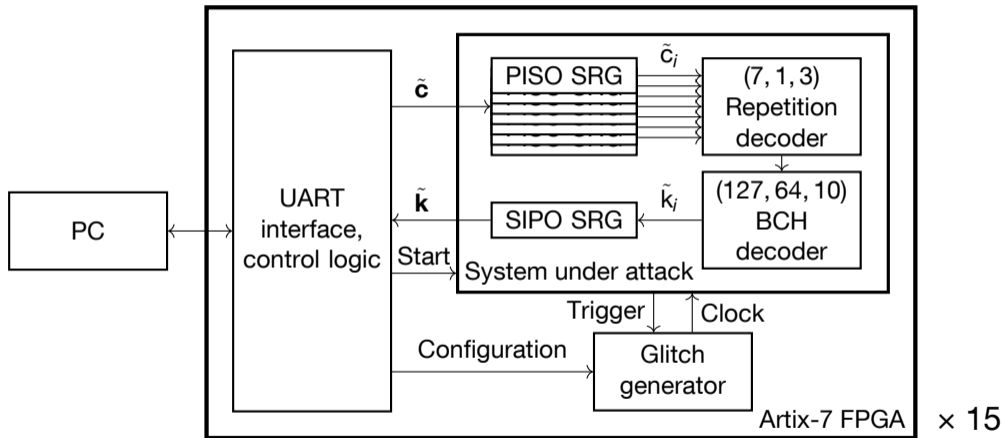 PC
UART
interface,
control logic
c̃
k̃
Start
PISO SRG
c̃ᵢ
(7, 1, 3)
Repetition
decoder
(127, 64, 10)
BCH
decoder
k̃ᵢ
SIPO SRG
System under attack
Trigger
Clock
Configuration
Glitch
generator
Artix-7 FPGA
× 15